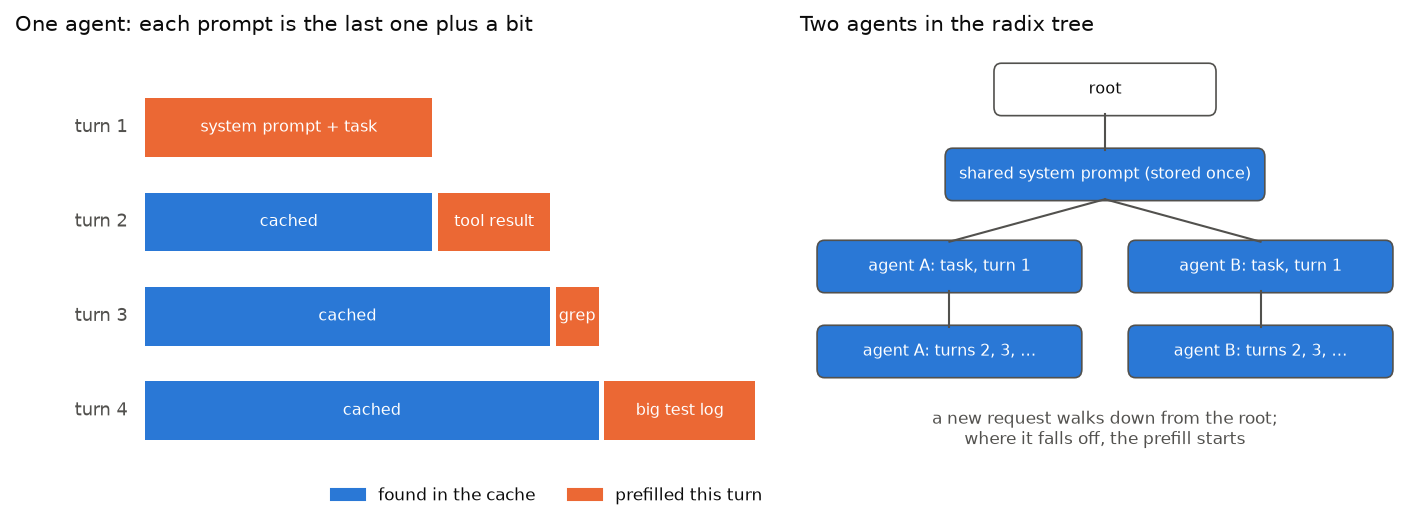 One agent: each prompt is the last one plus a bit
turn 1
system prompt + task
turn 2
cached
tool result
turn 3
cached
grep
turn 4
cached
big test log
found in the cache
prefilled this turn
Two agents in the radix tree
root
shared system prompt (stored once)
agent A: task, turn 1
agent B: task, turn 1
agent A: turns 2, 3, ...
agent B: turns 2, 3, ...
a new request walks down from the root;
where it falls off, the prefill starts